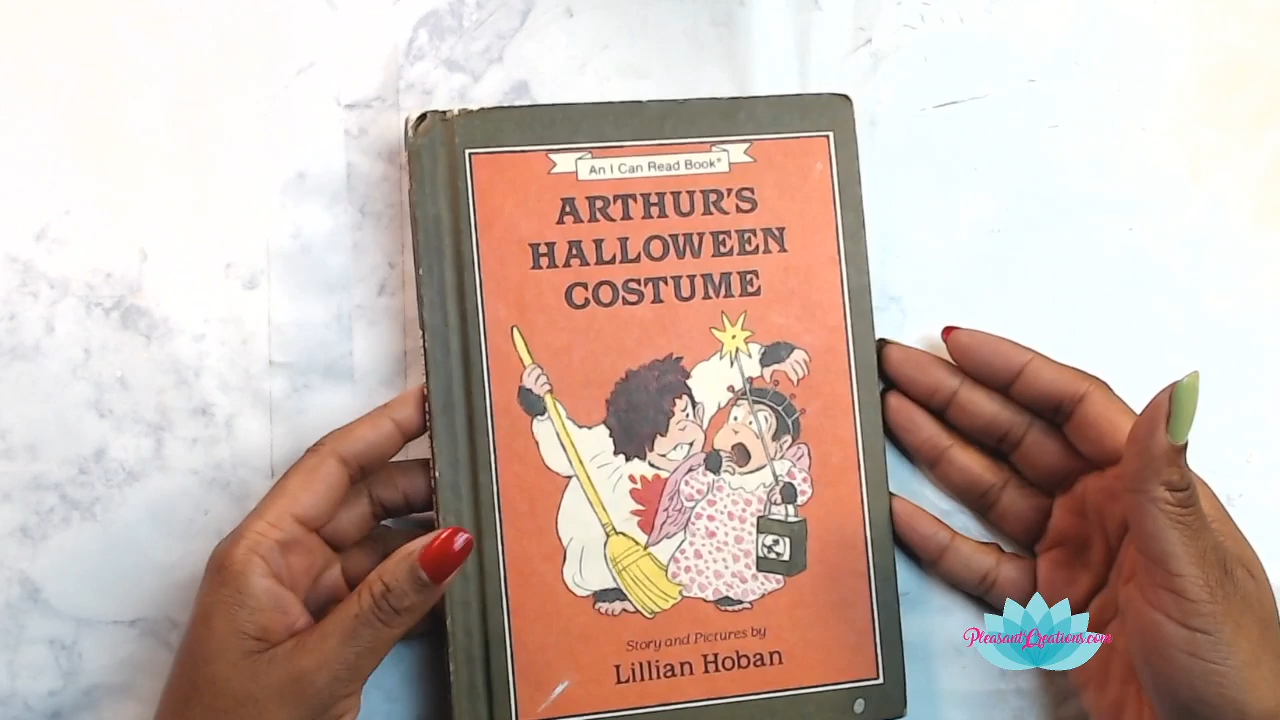 An I Can Read Book®
ARTHUR'S
HALLOWEEN
COSTUME
Story and Pictures by
Lillian Hoban
PleasantCreations.com